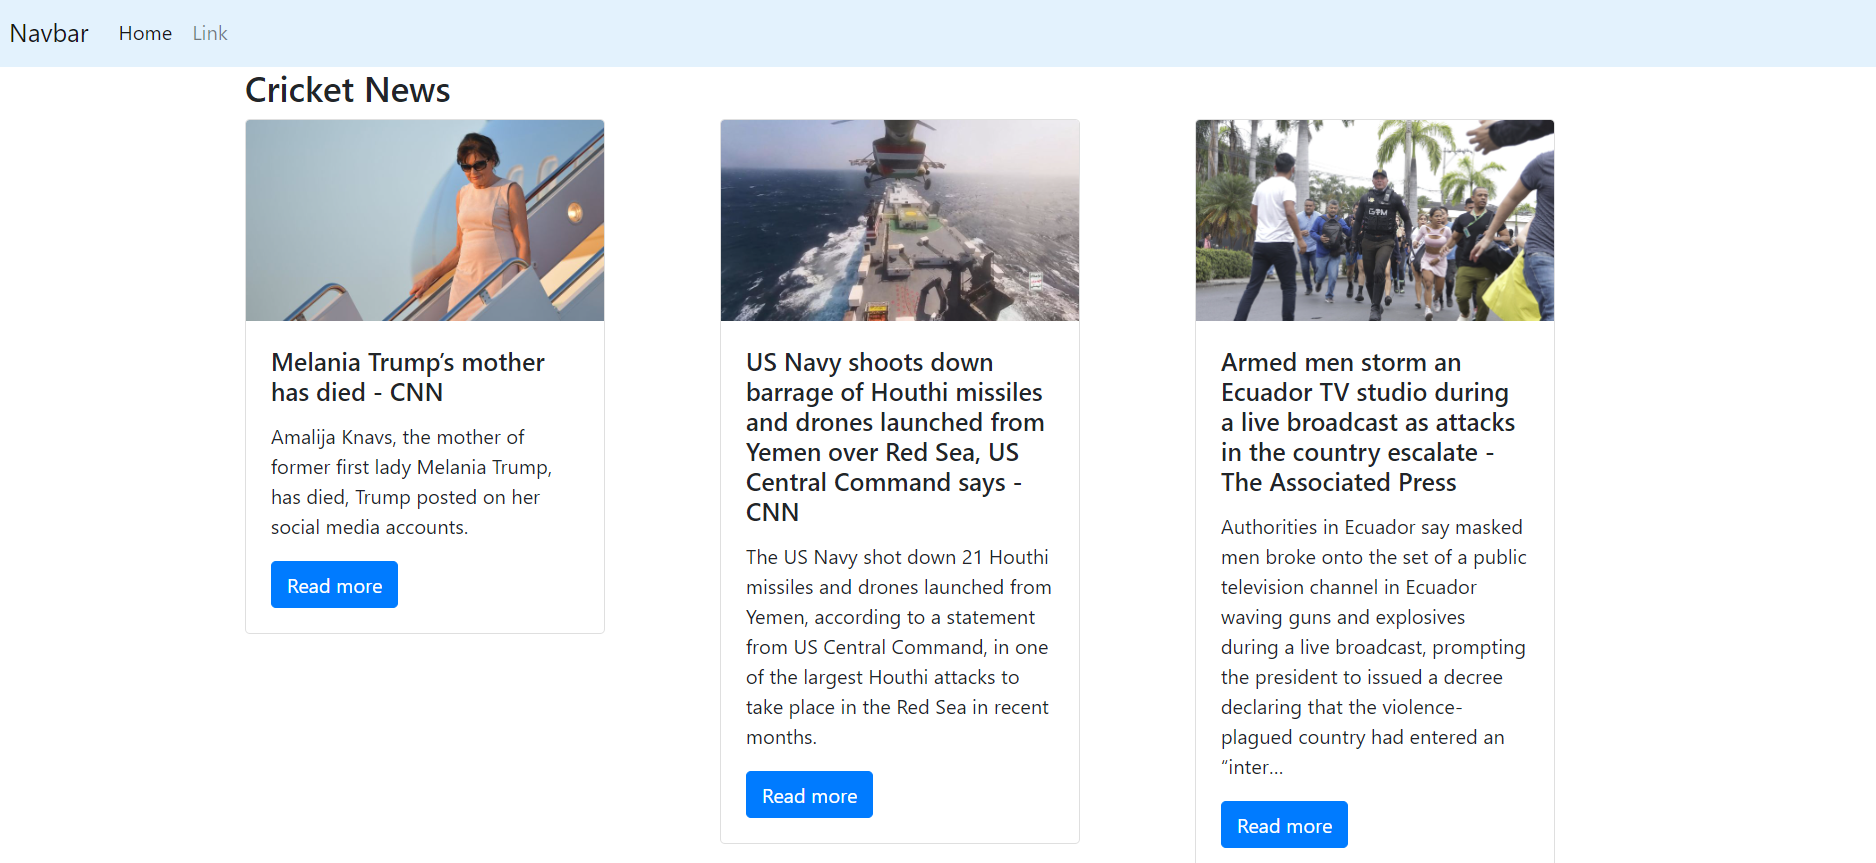 Navbar Home Link
Cricket News
Melania Trump’s mother
has died - CNN
Amalija Knavs, the mother of
former first lady Melania Trump,
has died, Trump posted on her
social media accounts.
Read more
US Navy shoots down
barrage of Houthi missiles
and drones launched from
Yemen over Red Sea, US
Central Command says -
CNN
The US Navy shot down 21 Houthi
missiles and drones launched from
Yemen, according to a statement
from US Central Command, in one
of the largest Houthi attacks to
take place in the Red Sea in recent
months.
Read more
GM
Armed men storm an
Ecuador TV studio during
a live broadcast as attacks
in the country escalate -
The Associated Press
Authorities in Ecuador say masked
men broke onto the set of a public
television channel in Ecuador
waving guns and explosives
during a live broadcast, prompting
the president to issued a decree
declaring that the violence-
plagued country had entered an
“inter…
Read more